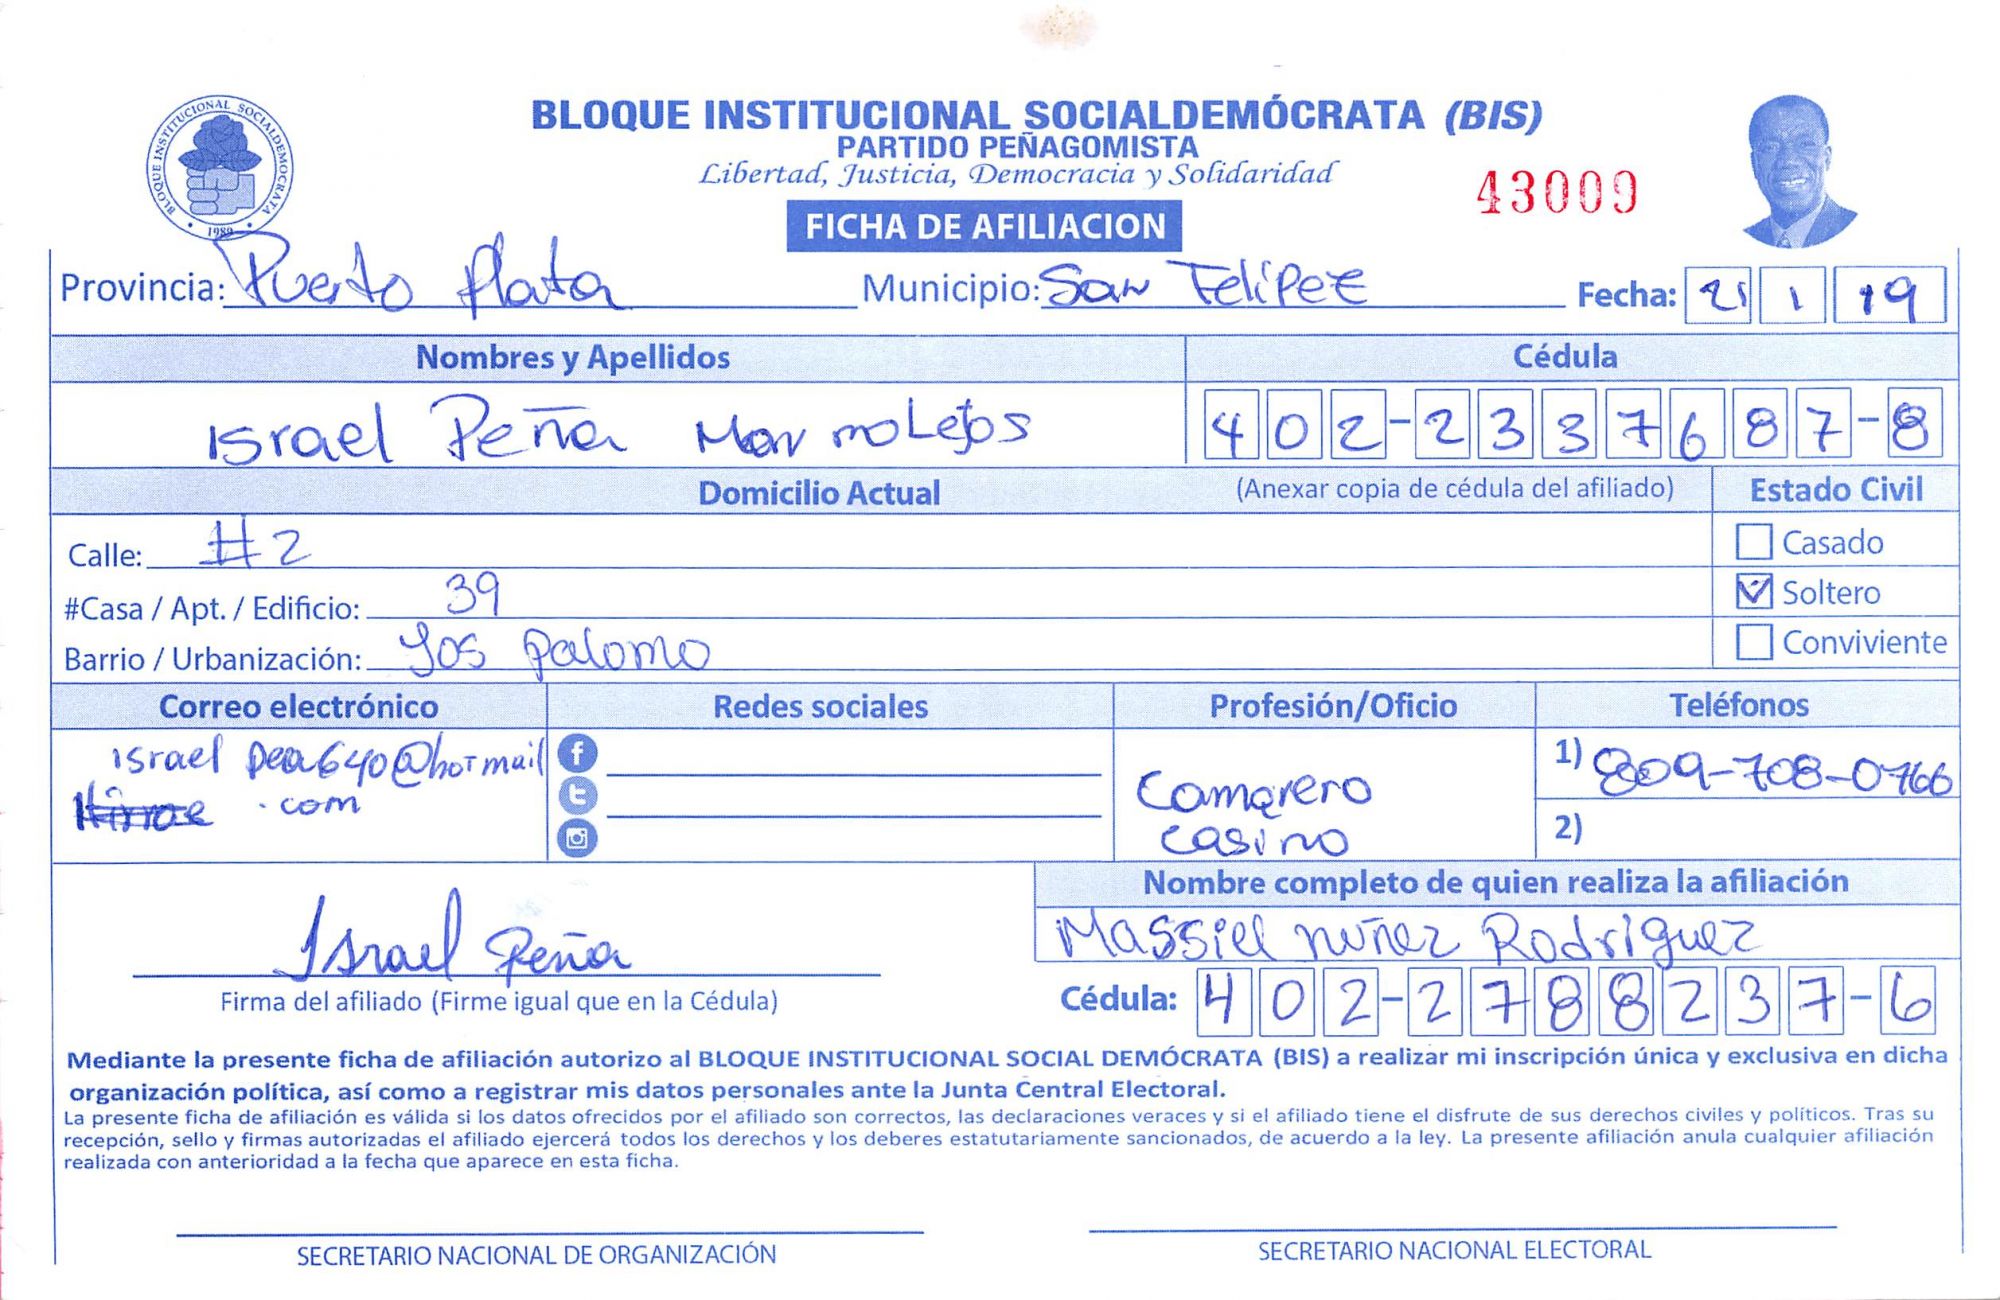 BLOQUE INSTITUCIONAL SOCIALDEMOCRATA
1989
BLOQUE INSTITUCIONAL SOCIALDEMÓCRATA (BIS)
PARTIDO PEÑAGOMISTA
Libertad, Justicia, Democracia y Solidaridad
43009
FICHA DE AFILIACION
Provincia: Puerto Plata Municipio: San Felipe Fecha: 21 1 19
Nombres y Apellidos Cédula
Israel Peña Marmolejos 402-2337687-8
Domicilio Actual (Anexar copia de cédula del afiliado) Estado Civil
Calle: #2 Casado
#Casa / Apt. / Edificio: 39 Soltero
Barrio / Urbanización: Los Palomo Conviviente
Correo electrónico Redes sociales Profesión/Oficio Teléfonos
israel pea640@hotmail
.com
Camarero
casino
1) 809-708-0766
2)
Nombre completo de quien realiza la afiliación
Massiel nuñez Rodriguez
Israel Peña
Firma del afiliado (Firme igual que en la Cédula) Cédula: 402-2788237-6
Mediante la presente ficha de afiliación autorizo al BLOQUE INSTITUCIONAL SOCIAL DEMÓCRATA (BIS) a realizar mi inscripción única y exclusiva en dicha
organización política, así como a registrar mis datos personales ante la Junta Central Electoral.
La presente ficha de afiliación es válida si los datos ofrecidos por el afiliado son correctos, las declaraciones veraces y si el afiliado tiene el disfrute de sus derechos civiles y políticos. Tras su
recepción, sello y firmas autorizadas el afiliado ejercerá todos los derechos y los deberes estatutariamente sancionados, de acuerdo a la ley. La presente afiliación anula cualquier afiliación
realizada con anterioridad a la fecha que aparece en esta ficha.
SECRETARIO NACIONAL DE ORGANIZACIÓN SECRETARIO NACIONAL ELECTORAL